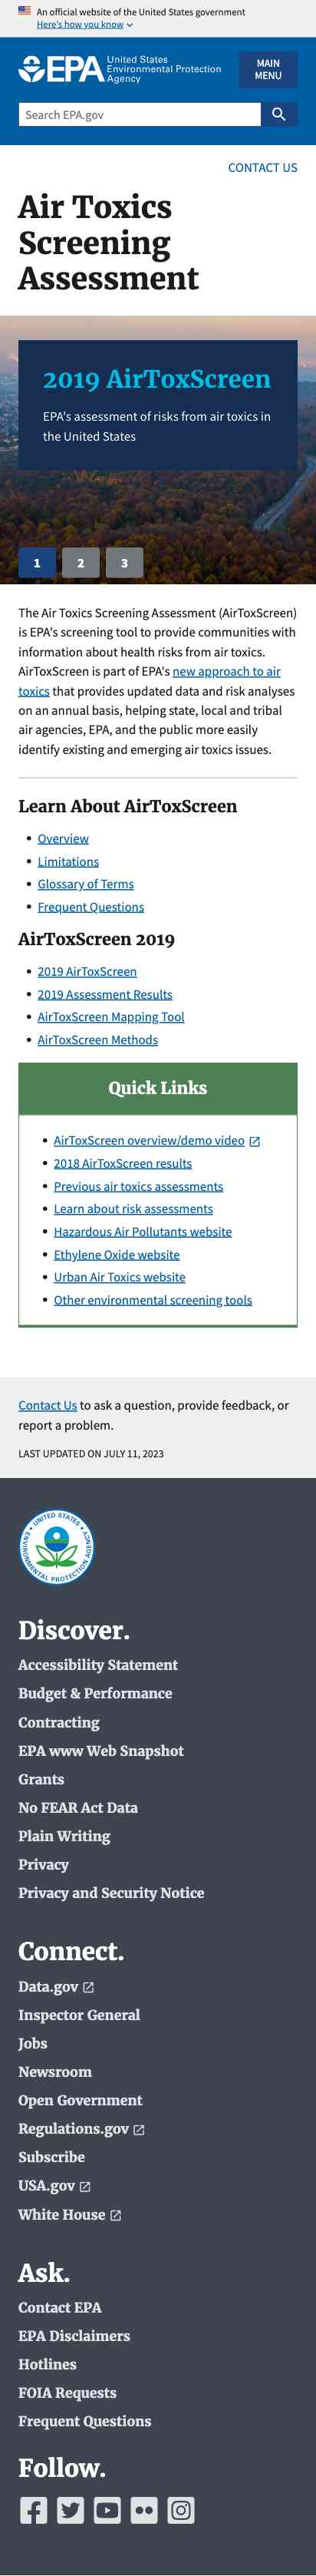 An official website of the United States government
Here's how you know
EPA
United States
Environmental Protection
Agency
MAIN
MENU
Search EPA.gov
CONTACT US
Air Toxics
Screening
Assessment
2019 AirToxScreen
EPA's assessment of risks from air toxics in
the United States
1 2 3
The Air Toxics Screening Assessment (AirToxScreen)
is EPA's screening tool to provide communities with
information about health risks from air toxics.
AirToxScreen is part of EPA's new approach to air
toxics that provides updated data and risk analyses
on an annual basis, helping state, local and tribal
air agencies, EPA, and the public more easily
identify existing and emerging air toxics issues.
Learn About AirToxScreen
Overview
Limitations
Glossary of Terms
Frequent Questions
AirToxScreen 2019
2019 AirToxScreen
2019 Assessment Results
AirToxScreen Mapping Tool
AirToxScreen Methods
Quick Links
AirToxScreen overview/demo video
2018 AirToxScreen results
Previous air toxics assessments
Learn about risk assessments
Hazardous Air Pollutants website
Ethylene Oxide website
Urban Air Toxics website
Other environmental screening tools
Contact Us to ask a question, provide feedback, or
report a problem.
LAST UPDATED ON JULY 11, 2023
UNITED STATES
ENVIRONMENTAL PROTECTION AGENCY
Discover.
Accessibility Statement
Budget & Performance
Contracting
EPA www Web Snapshot
Grants
No FEAR Act Data
Plain Writing
Privacy
Privacy and Security Notice
Connect.
Data.gov
Inspector General
Jobs
Newsroom
Open Government
Regulations.gov
Subscribe
USA.gov
White House
Ask.
Contact EPA
EPA Disclaimers
Hotlines
FOIA Requests
Frequent Questions
Follow.